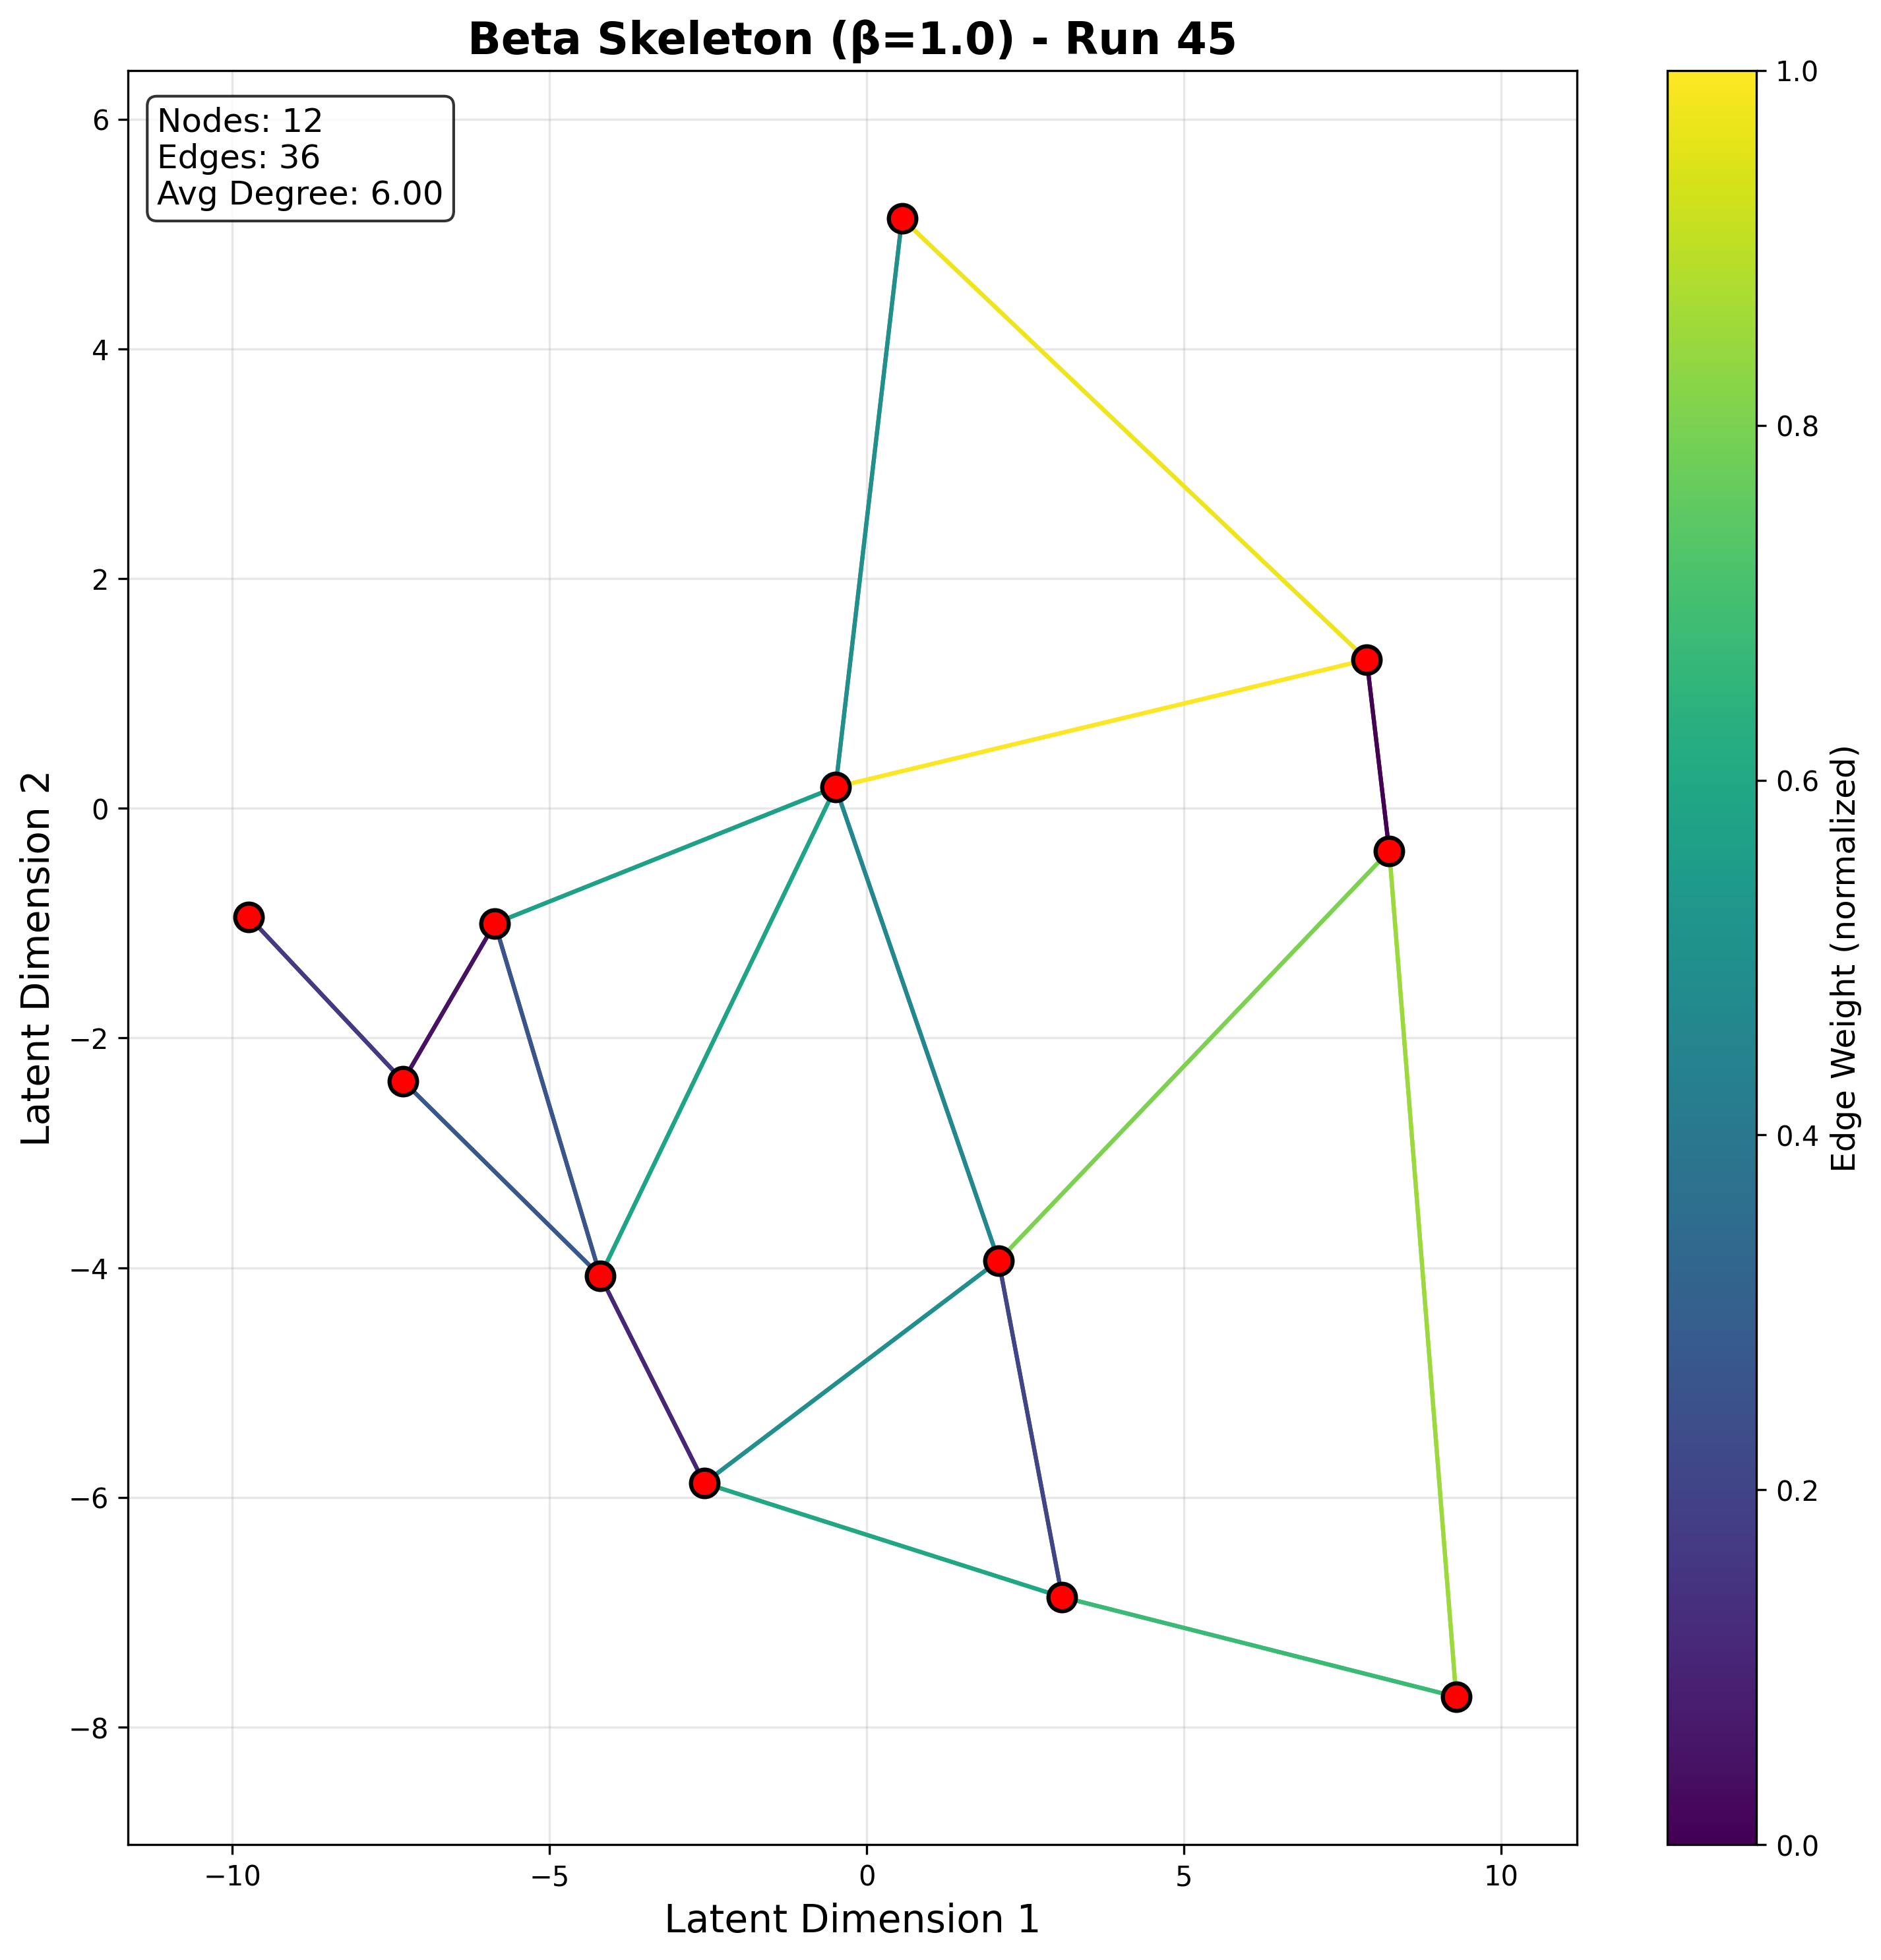 Beta Skeleton (β=1.0) - Run 45
Nodes: 12
Edges: 36
Avg Degree: 6.00
6
4
2
0
−2
−4
−6
−8
−10
−5
0
5
10
Latent Dimension 1
Latent Dimension 2
1.0
0.8
0.6
0.4
0.2
0.0
Edge Weight (normalized)